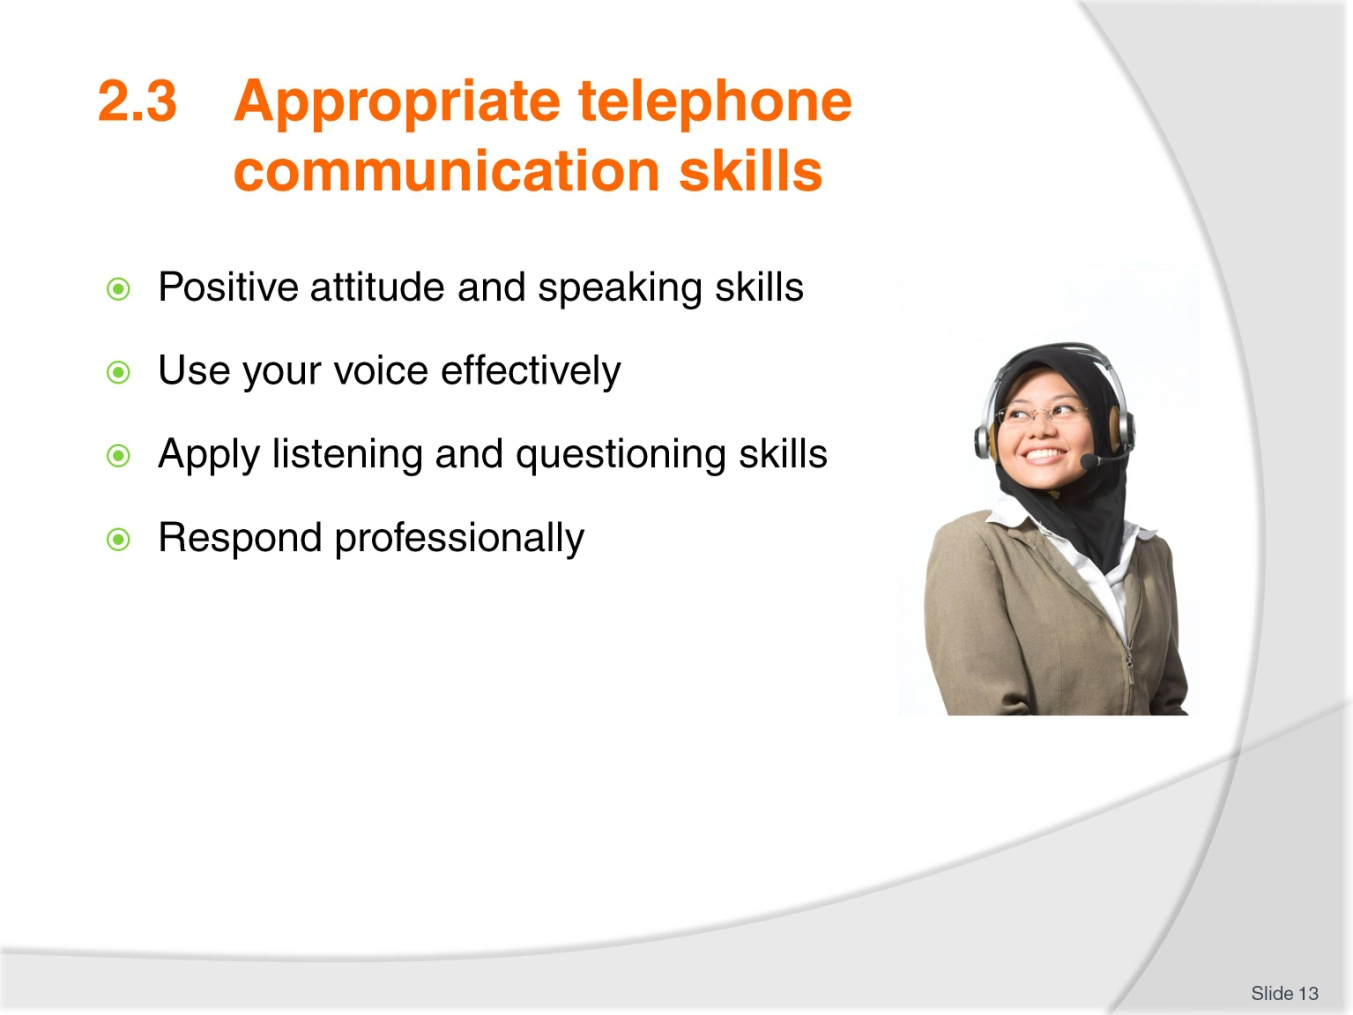 2.3 Appropriate telephone
communication skills
Positive attitude and speaking skills
Use your voice effectively
Apply listening and questioning skills
Respond professionally
Slide 13